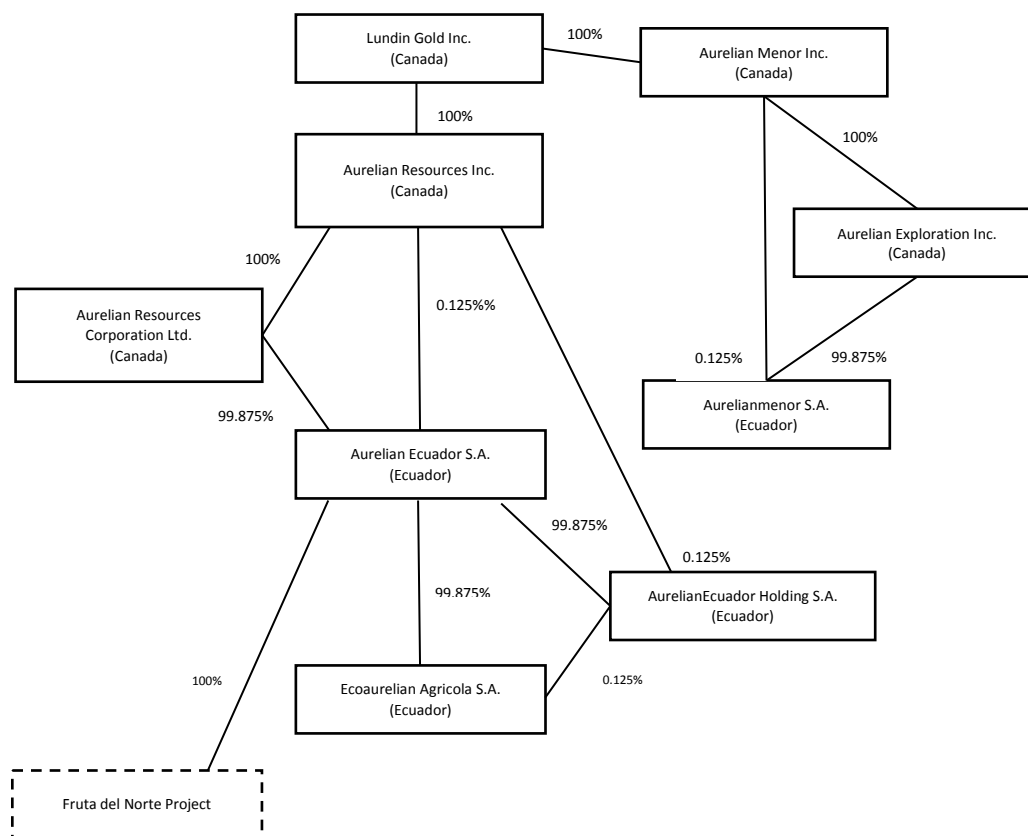 Lundin Gold Inc.
(Canada)
100%
Aurelian Menor Inc.
(Canada)
100%
100%
Aurelian Resources Inc.
(Canada)
Aurelian Exploration Inc.
(Canada)
100%
0.125%%
Aurelian Resources
Corporation Ltd.
(Canada)
0.125%
99.875%
Aurelianmenor S.A.
(Ecuador)
99.875%
Aurelian Ecuador S.A.
(Ecuador)
99.875%
0.125%
99.875%
AurelianEcuador Holding S.A.
(Ecuador)
100%
Ecoaurelian Agricola S.A.
(Ecuador)
0.125%
Fruta del Norte Project